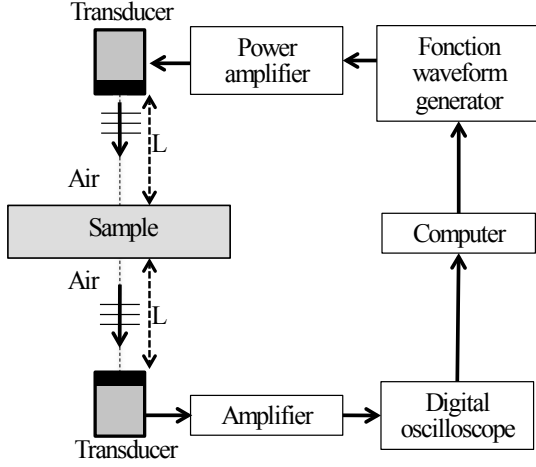 Transducer
Power
amplifier
Fonction
waveform
generator
L
Air
Sample
Computer
Air
L
Amplifier
Digital
oscilloscope
Transducer